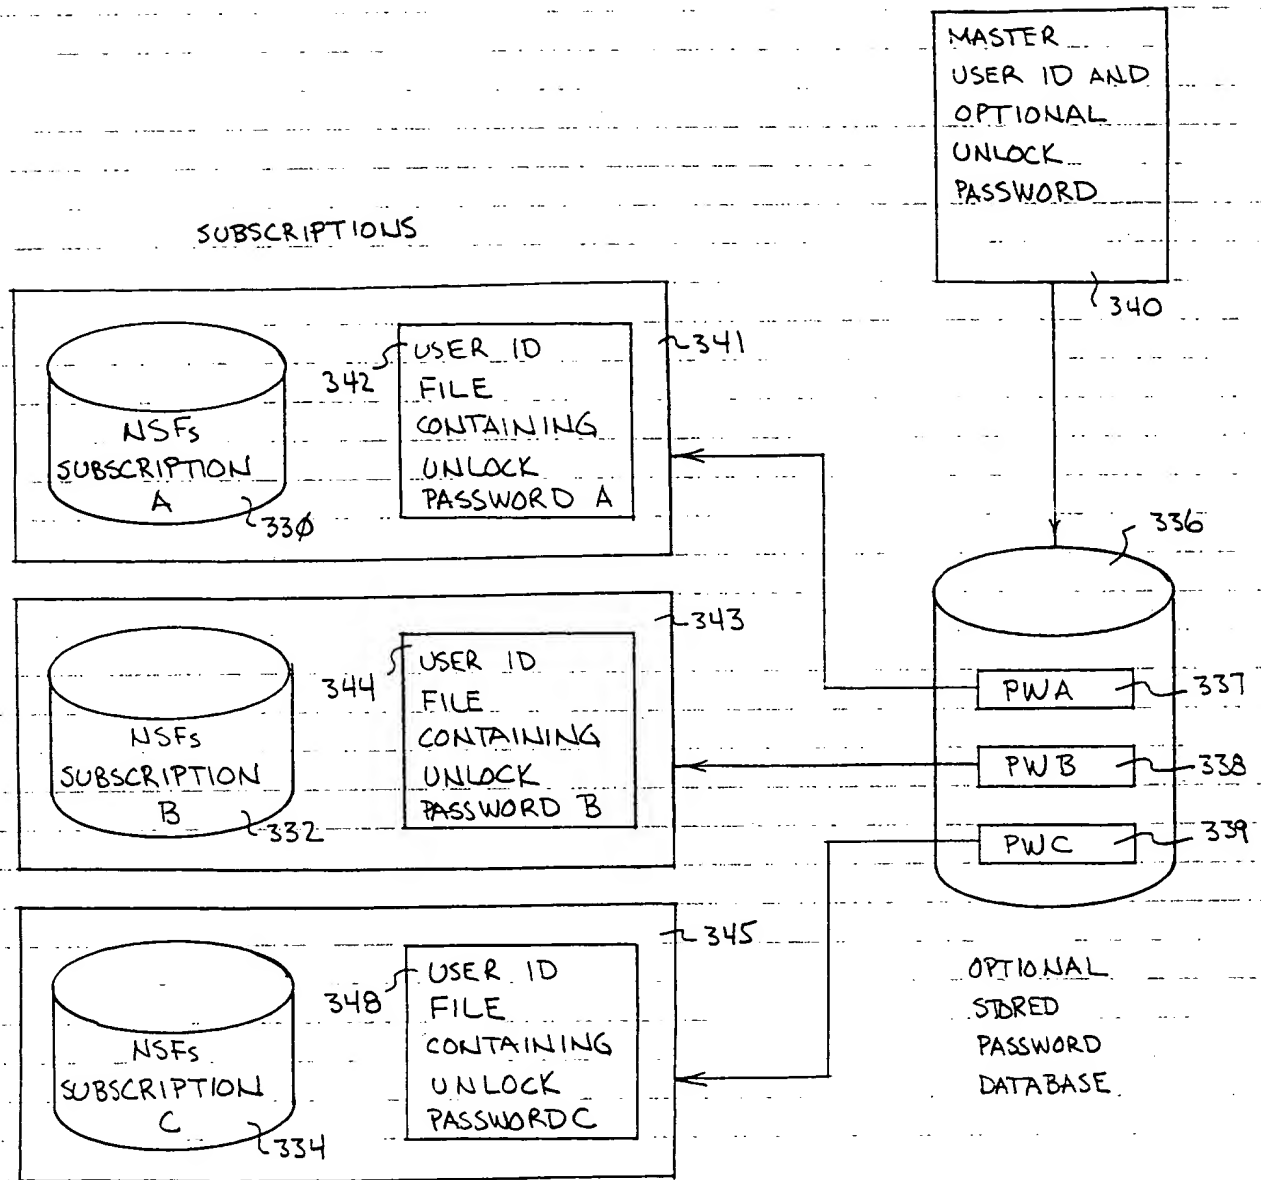 MASTER
USER ID AND
OPTIONAL
UNLOCK
PASSWORD
340
SUBSCRIPTIONS
341
342
USER ID
FILE
CONTAINING
UNLOCK
PASSWORD A
NSFs
SUBSCRIPTION
A
330
336
343
344
USER ID
FILE
CONTAINING
UNLOCK
PASSWORD B
NSFs
SUBSCRIPTION
B
332
PWA
337
PWB
338
PWC
339
345
348
USER ID
FILE
CONTAINING
UNLOCK
PASSWORD C
NSFs
SUBSCRIPTION
C
334
OPTIONAL
STORED
PASSWORD
DATABASE